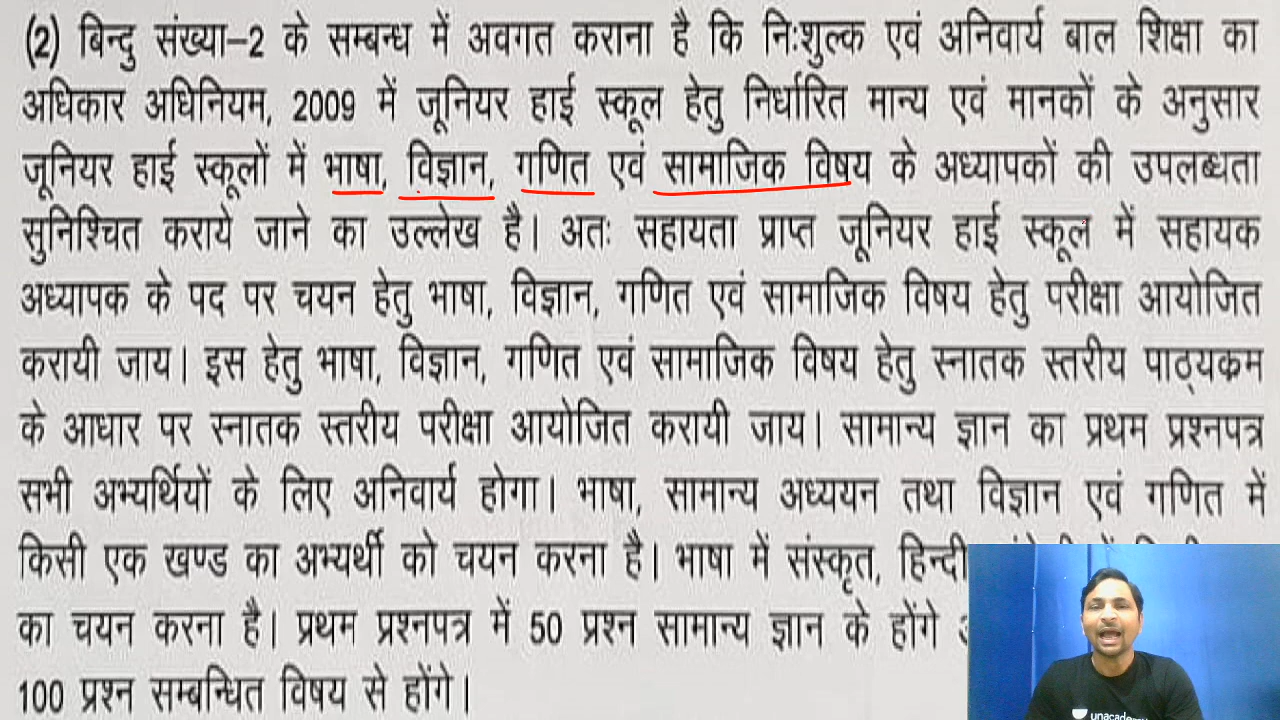 (2) बिन्दु संख्या–2 के सम्बन्ध में अवगत कराना है कि निःशुल्क एवं अनिवार्य बाल शिक्षा का
अधिकार अधिनियम, 2009 में जूनियर हाई स्कूल हेतु निर्धारित मान्य एवं मानकों के अनुसार
जूनियर हाई स्कूलों में भाषा, विज्ञान, गणित एवं सामाजिक विषय के अध्यापकों की उपलब्धता
सुनिश्चित कराये जाने का उल्लेख है। अतः सहायता प्राप्त जूनियर हाई स्कूल में सहायक
अध्यापक के पद पर चयन हेतु भाषा, विज्ञान, गणित एवं सामाजिक विषय हेतु परीक्षा आयोजित
करायी जाय। इस हेतु भाषा, विज्ञान, गणित एवं सामाजिक विषय हेतु स्नातक स्तरीय पाठ्यक्रम
के आधार पर स्नातक स्तरीय परीक्षा आयोजित करायी जाय। सामान्य ज्ञान का प्रथम प्रश्नपत्र
सभी अभ्यर्थियों के लिए अनिवार्य होगा। भाषा, सामान्य अध्ययन तथा विज्ञान एवं गणित में
किसी एक खण्ड का अभ्यर्थी को चयन करना है। भाषा में संस्कृत, हिन्दी
का चयन करना है। प्रथम प्रश्नपत्र में 50 प्रश्न सामान्य ज्ञान के होंगे
100 प्रश्न सम्बन्धित विषय से होंगे।